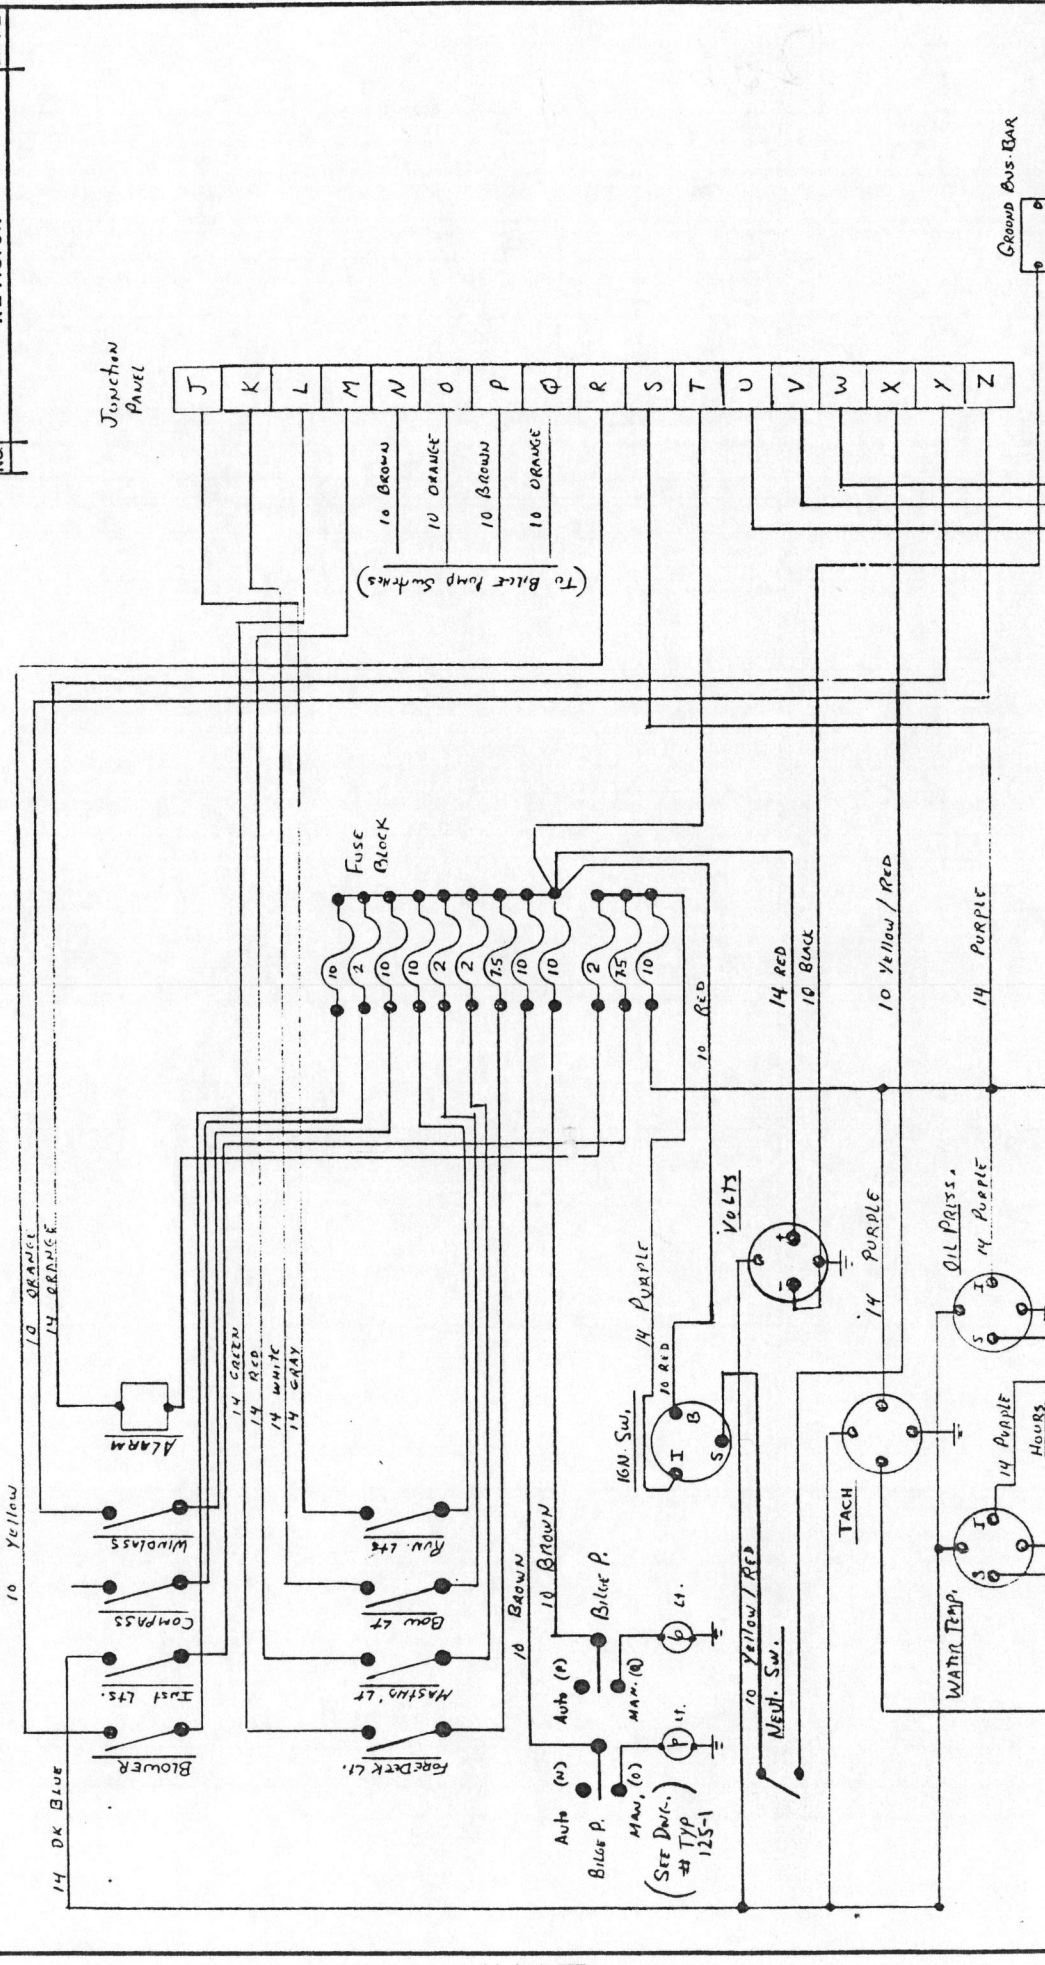 JUNCTION
PANEL
J
K
L
M
N
O
P
Q
R
S
T
U
V
W
X
Y
Z
GROUND BUS-BAR
10 BROWN
10 ORANGE
10 BROWN
10 ORANGE
(TO BILGE PUMP SWITCHES)
FUSE
BLOCK
10
2
10
10
2
2
7.5
10
10
2
7.5
10
10 RED
14 RED
10 BLACK
10 Yellow / RED
14 PURPLE
10 ORANGE
14 ORANGE
14 GREEN
14 RED
14 WHITE
14 GRAY
14 PURPLE
VOLTS
+
-
14 PURPLE
OIL PRESS.
14 PURPLE
I
S
ALARM
10 Yellow
WINDLASS
COMPASS
INST LTS.
BLOWER
RUN. LTS
BOW LT
MASTHD' LT
FOREDECK LT.
10 BROWN
10 BROWN
IGN. SW.
10 RED
B
I
S
TACH
14 PURPLE
HOURS
I
S
WATER TEMP.
10 Yellow / RED
NEUT. SW.
BILGE P.
Auto (P)
MAN. (Q)
LT.
Auto (N)
BILGE P.
MAN. (O)
LT.
(SEE DWG.
# TYP
125-1)
14 DK BLUE